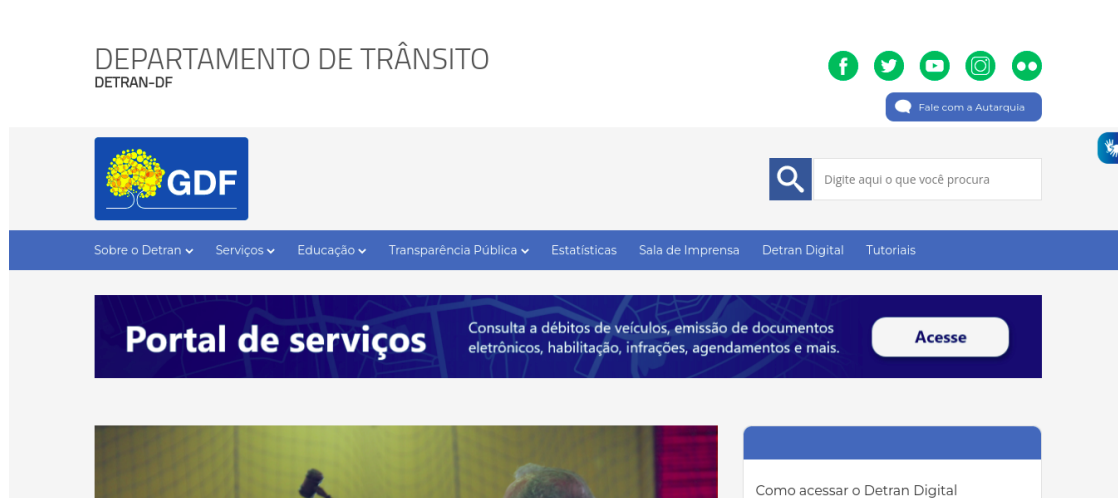 DEPARTAMENTO DE TRÂNSITO
DETRAN-DF
Fale com a Autarquia
GDF
Digite aqui o que você procura
Sobre o Detran Serviços Educação Transparência Pública Estatísticas Sala de Imprensa Detran Digital Tutoriais
Portal de serviços
Consulta a débitos de veículos, emissão de documentos
eletrônicos, habilitação, infrações, agendamentos e mais.
Acesse
Como acessar o Detran Digital